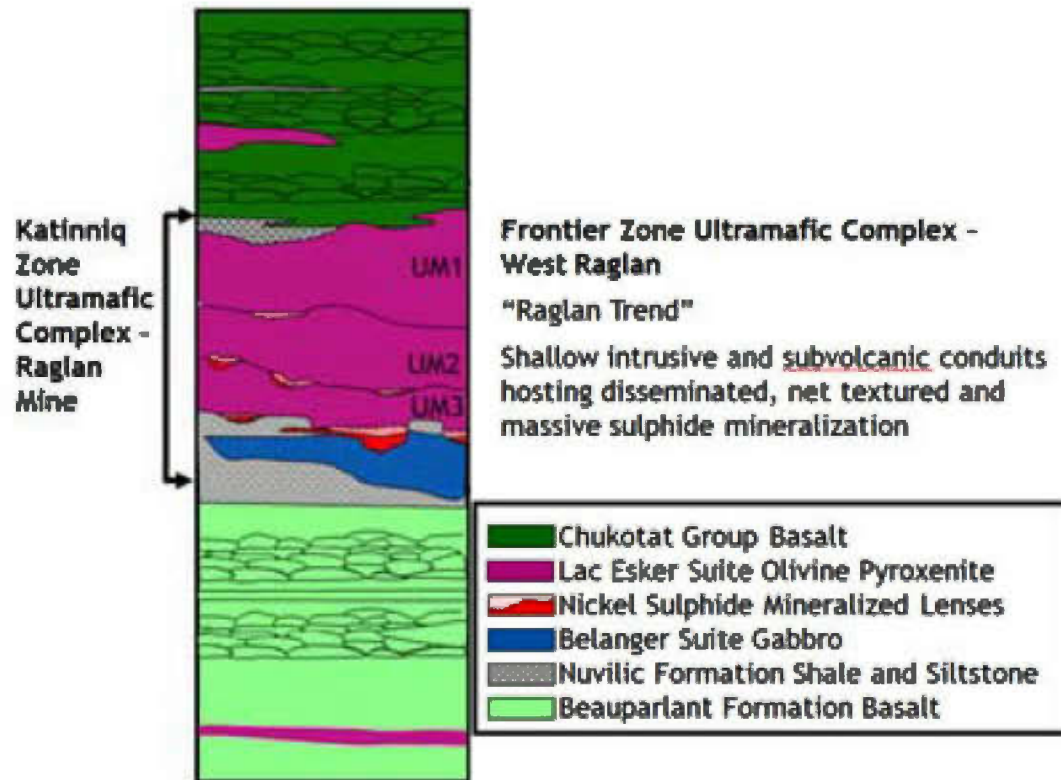 Katinniq
Zone
Ultramafic
Complex -
Raglan
Mine
UM1
UM2
UM3
Frontier Zone Ultramafic Complex -
West Raglan
"Raglan Trend"
Shallow intrusive and subvolcanic conduits
hosting disseminated, net textured and
massive sulphide mineralization
Chukotat Group Basalt
Lac Esker Suite Olivine Pyroxenite
Nickel Sulphide Mineralized Lenses
Belanger Suite Gabbro
Nuvilic Formation Shale and Siltstone
Beauparlant Formation Basalt